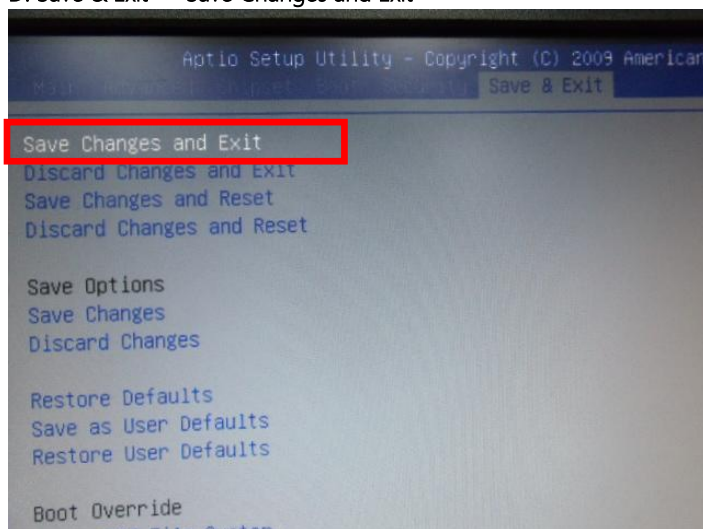 Aptio Setup Utility - Copyright (C) 2009 American
Save & Exit
Save Changes and Exit
Discard Changes and Exit
Save Changes and Reset
Discard Changes and Reset
Save Options
Save Changes
Discard Changes
Restore Defaults
Save as User Defaults
Restore User Defaults
Boot Override